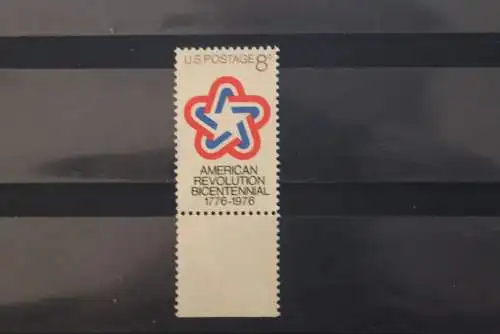 U.S. POSTAGE 8c
AMERICAN
REVOLUTION
BICENTENNIAL
1776-1976